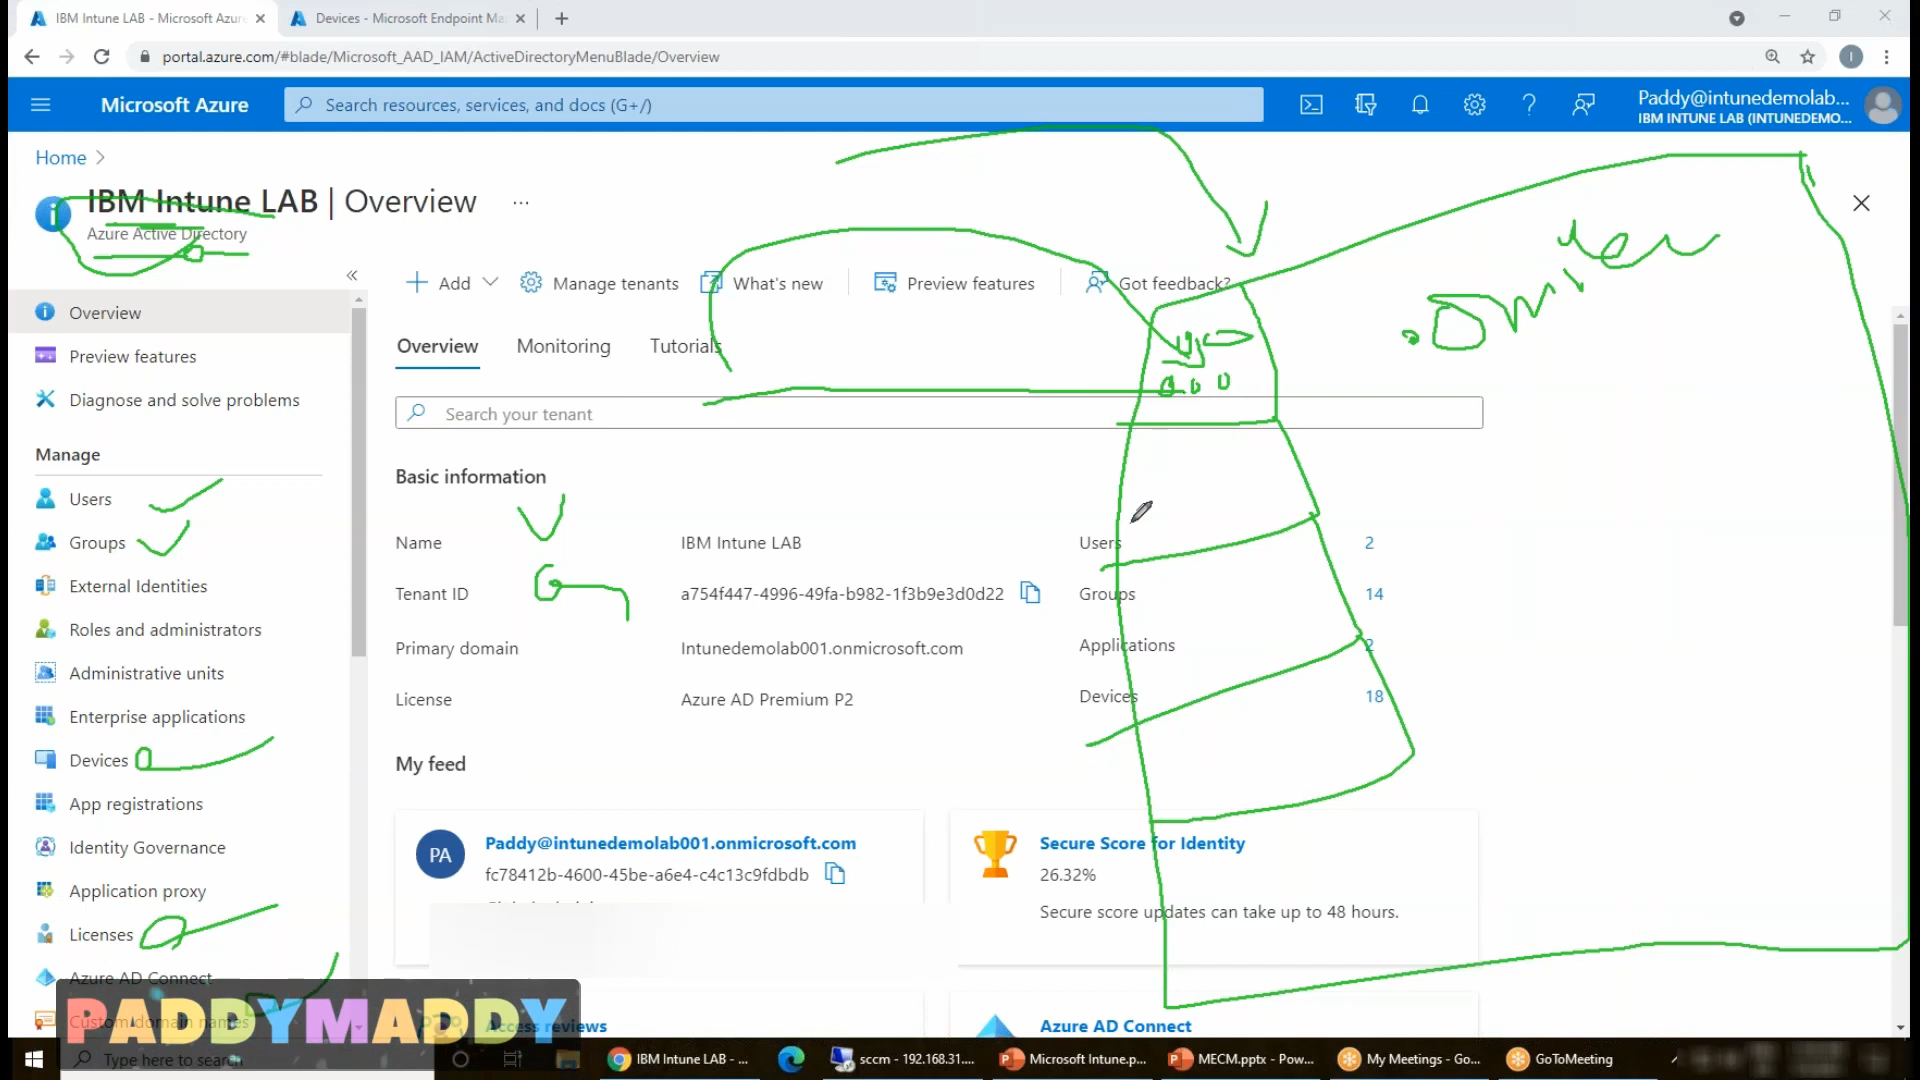 IBM Intune LAB - Microsoft Azure
Devices - Microsoft Endpoint Ma
portal.azure.com/#blade/Microsoft_AAD_IAM/ActiveDirectoryMenuBlade/Overview
I
Microsoft Azure
Search resources, services, and docs (G+/)
Paddy@intunedemolab...
IBM INTUNE LAB (INTUNEDEMO...
Home
IBM Intune LAB | Overview
...
Azure Active Directory
Add
Manage tenants
What's new
Preview features
Got feedback?
Overview
Preview features
Diagnose and solve problems
Manage
Users
Groups
External Identities
Roles and administrators
Administrative units
Enterprise applications
Devices
App registrations
Identity Governance
Application proxy
Licenses
Azure AD Connect
Custom domain names
Overview
Monitoring
Tutorials
Search your tenant
Basic information
Name
IBM Intune LAB
Users
2
Tenant ID
a754f447-4996-49fa-b982-1f3b9e3d0d22
Groups
14
Primary domain
Intunedemolab001.onmicrosoft.com
Applications
2
License
Azure AD Premium P2
Devices
18
My feed
PA
Paddy@intunedemolab001.onmicrosoft.com
fc78412b-4600-45be-a6e4-c4c13c9fdbdb
Secure Score for Identity
26.32%
Secure score updates can take up to 48 hours.
Access reviews
Azure AD Connect
PADDYMADDY
Type here to search
IBM Intune LAB - ...
sccm - 192.168.31....
Microsoft Intune.p...
MECM.pptx - Pow...
My Meetings - Go...
GoToMeeting